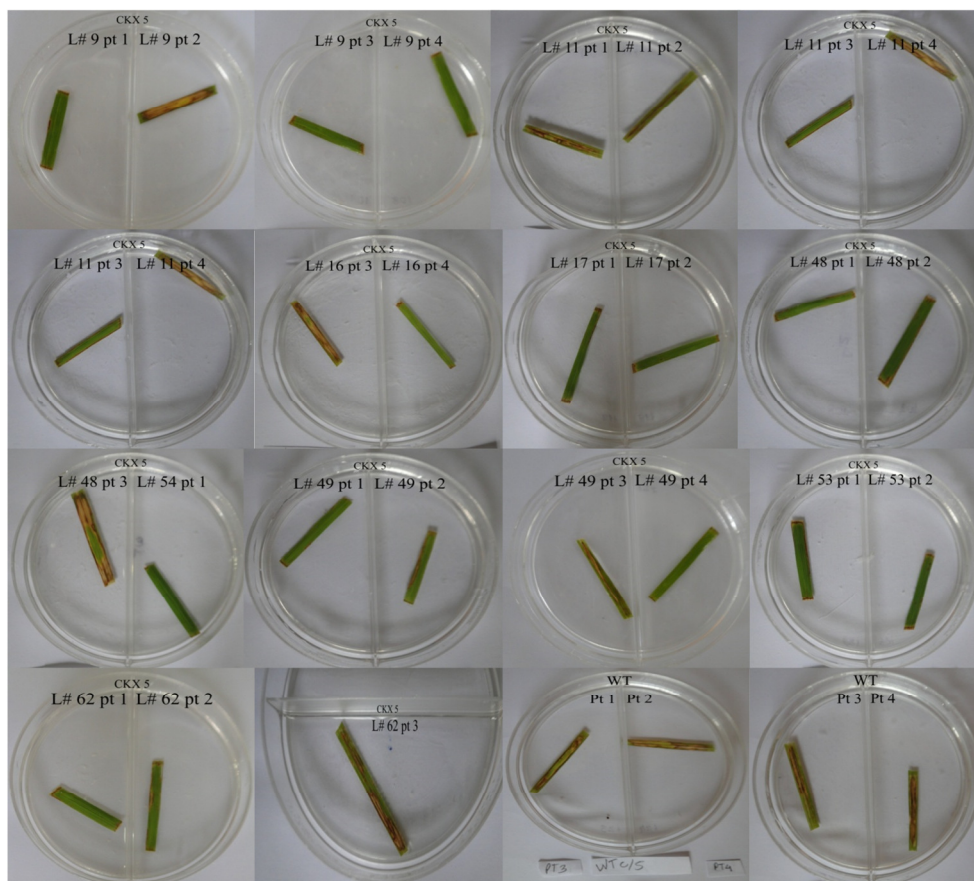 CKX 5
L# 9 pt 1 L# 9 pt 2
CKX 5
L# 9 pt 3 L# 9 pt 4
CKX 5
L# 11 pt 1 L# 11 pt 2
CKX 5
L# 11 pt 3 L# 11 pt 4
CKX 5
L# 11 pt 3 L# 11 pt 4
CKX 5
L# 16 pt 3 L# 16 pt 4
CKX 5
L# 17 pt 1 L# 17 pt 2
CKX 5
L# 48 pt 1 L# 48 pt 2
CKX 5
L# 48 pt 3 L# 54 pt 1
CKX 5
L# 49 pt 1 L# 49 pt 2
CKX 5
L# 49 pt 3 L# 49 pt 4
CKX 5
L# 53 pt 1 L# 53 pt 2
CKX 5
L# 62 pt 1 L# 62 pt 2
CKX 5
L# 62 pt 3
WT
Pt 1 Pt 2
WT
Pt 3 Pt 4
PT3
PT4